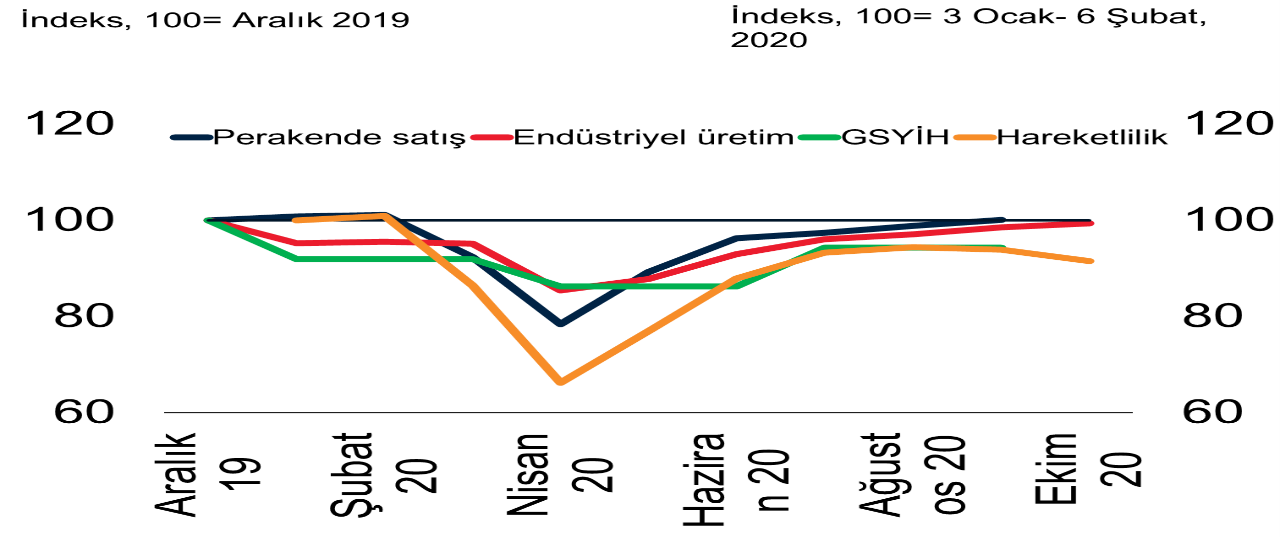 İndeks, 100= Aralık 2019
İndeks, 100= 3 Ocak- 6 Şubat,
2020
120
120
Perakende satış
Endüstriyel üretim
GSYİH
Hareketlilik
100
100
80
80
60
60
Aralık
19
Şubat
20
Nisan
20
Hazira
n 20
Ağust
os 20
Ekim
20